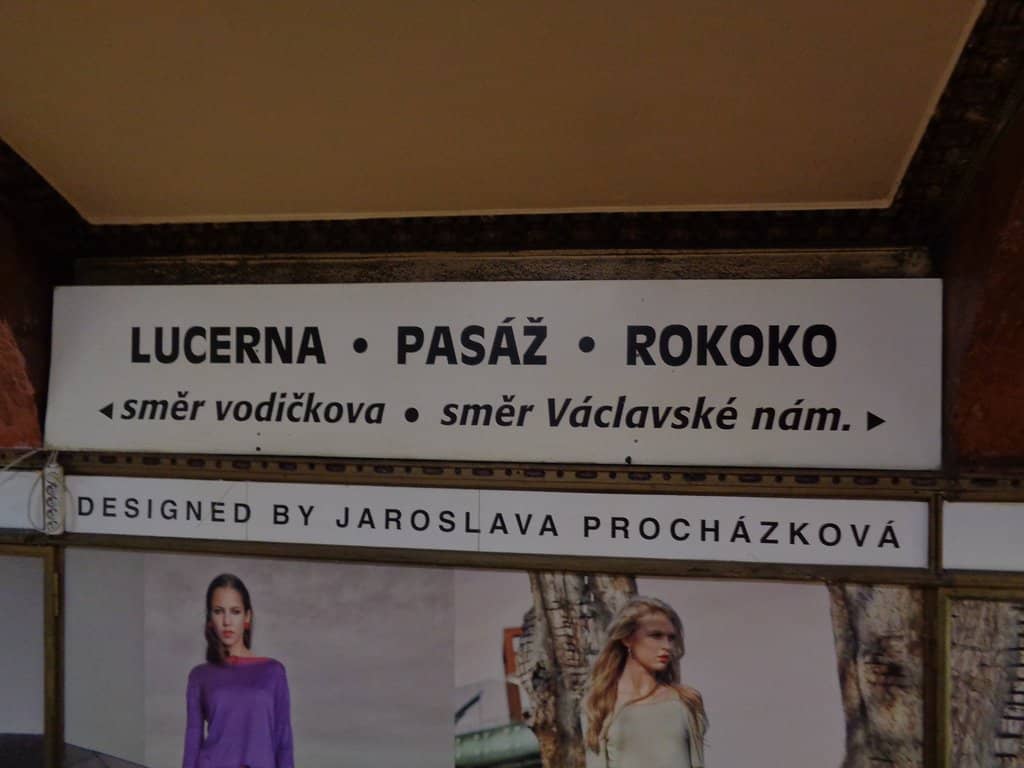 LUCERNA • PASÁŽ • ROKOKO
◄ směr vodičkova • směr Václavské nám. ►
DESIGNED BY JAROSLAVA PROCHÁZKOVÁ